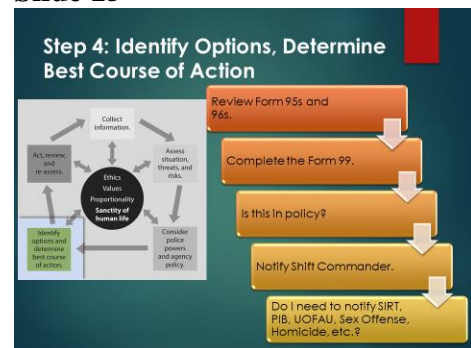 Step 4: Identify Options, Determine
Best Course of Action
Collect
information.
Assess
situation,
threats, and
risks.
Consider
police
powers and
agency
policy.
Identify
options and
determine
best course
of action.
Act, review,
and
re-assess.
Ethics
Values
Proportionality
Sanctity of
human life
Review Form 95s and
96s.
Complete the Form 99.
Is this in policy?
Notify Shift Commander.
Do I need to notify SIRT,
PIB, UOFAU, Sex Offense,
Homicide, etc.?